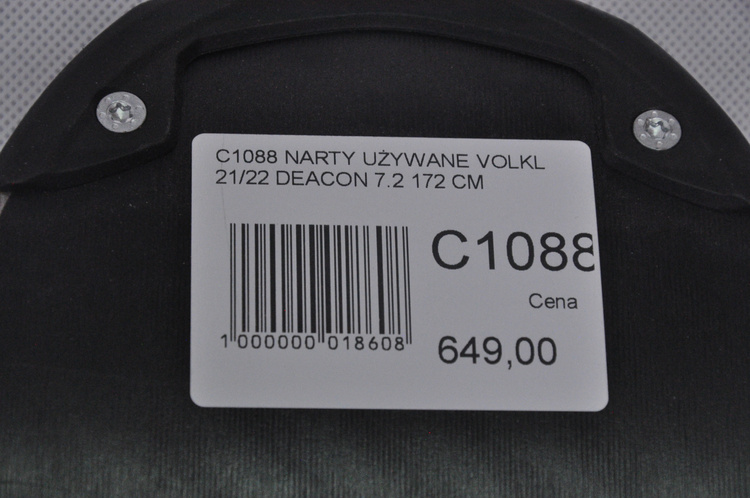 C1088 NARTY UŻYWANE VOLKL
21/22 DEACON 7.2 172 CM
C1088
Cena
1 000000 018608
649,00